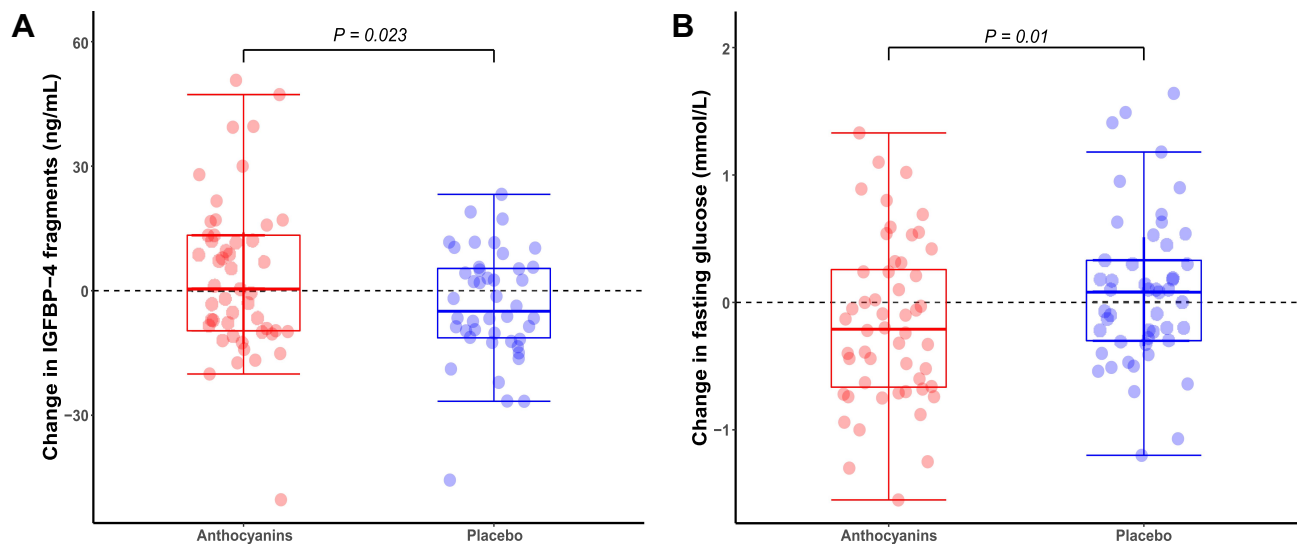 A
P = 0.023
Change in IGFBP−4 fragments (ng/mL)
60
30
0
−30
Anthocyanins
Placebo
B
P = 0.01
Change in fasting glucose (mmol/L)
2
1
0
−1
Anthocyanins
Placebo